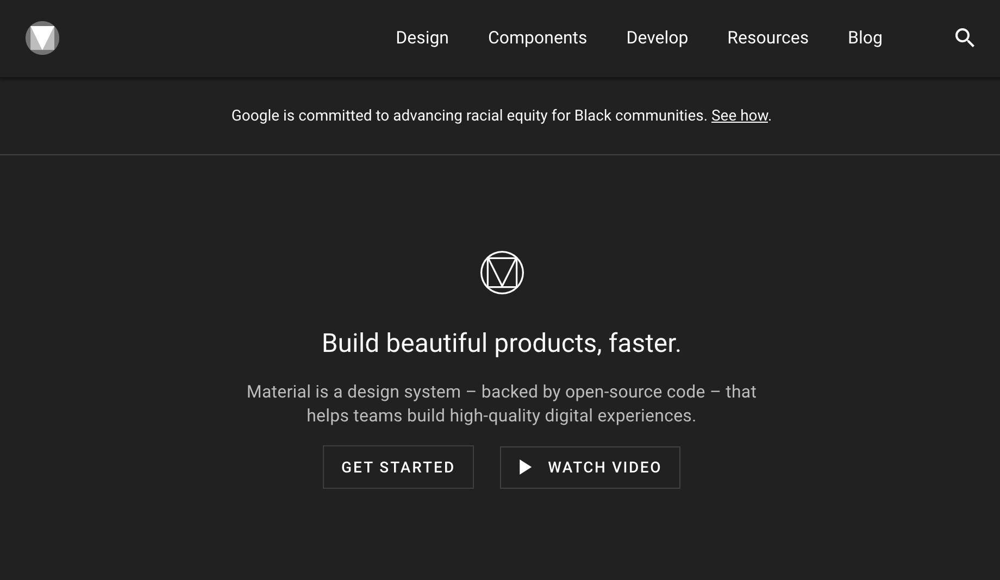 Design Components Develop Resources Blog
Google is committed to advancing racial equity for Black communities. See how.
Build beautiful products, faster.
Material is a design system – backed by open-source code – that
helps teams build high-quality digital experiences.
GET STARTED WATCH VIDEO